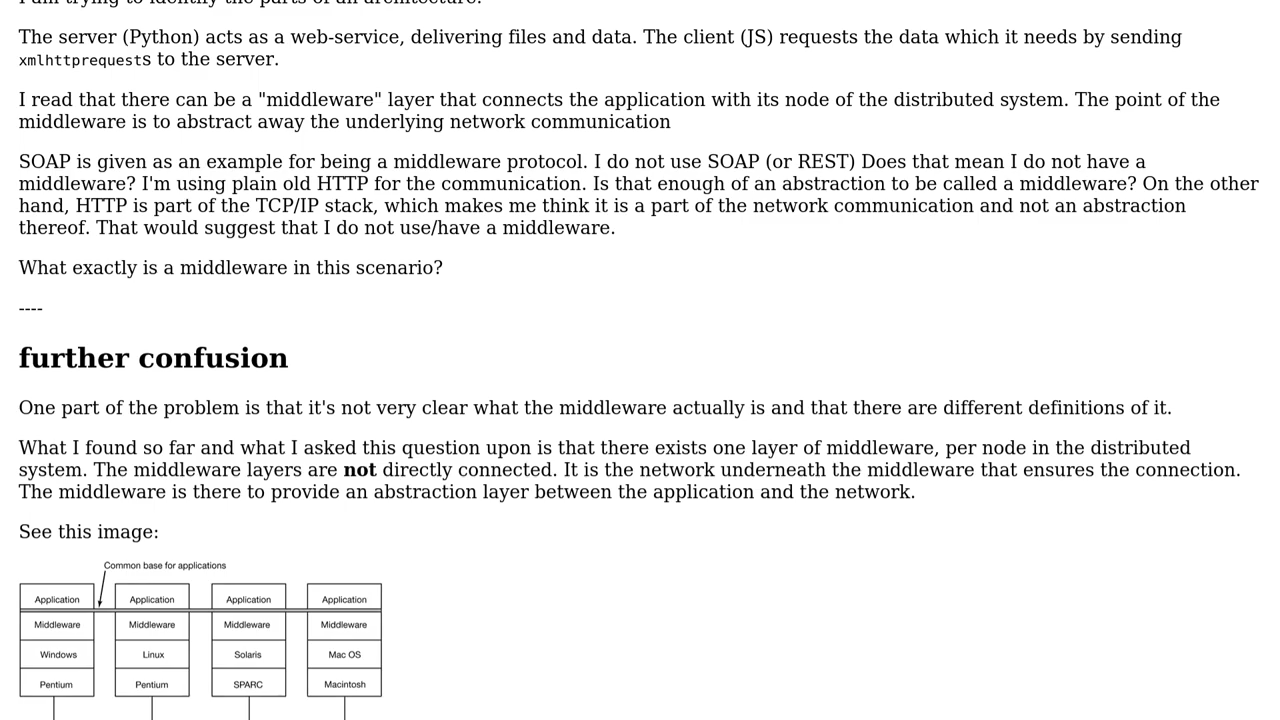 I am trying to identify the parts of an architecture.
The server (Python) acts as a web-service, delivering files and data. The client (JS) requests the data which it needs by sending
xmlhttprequests to the server.
I read that there can be a "middleware" layer that connects the application with its node of the distributed system. The point of the
middleware is to abstract away the underlying network communication
SOAP is given as an example for being a middleware protocol. I do not use SOAP (or REST) Does that mean I do not have a
middleware? I'm using plain old HTTP for the communication. Is that enough of an abstraction to be called a middleware? On the other
hand, HTTP is part of the TCP/IP stack, which makes me think it is a part of the network communication and not an abstraction
thereof. That would suggest that I do not use/have a middleware.
What exactly is a middleware in this scenario?
----
further confusion
One part of the problem is that it's not very clear what the middleware actually is and that there are different definitions of it.
What I found so far and what I asked this question upon is that there exists one layer of middleware, per node in the distributed
system. The middleware layers are not directly connected. It is the network underneath the middleware that ensures the connection.
The middleware is there to provide an abstraction layer between the application and the network.
See this image:
Common base for applications
Application Application Application Application
Middleware Middleware Middleware Middleware
Windows Linux Solaris Mac OS
Pentium Pentium SPARC Macintosh